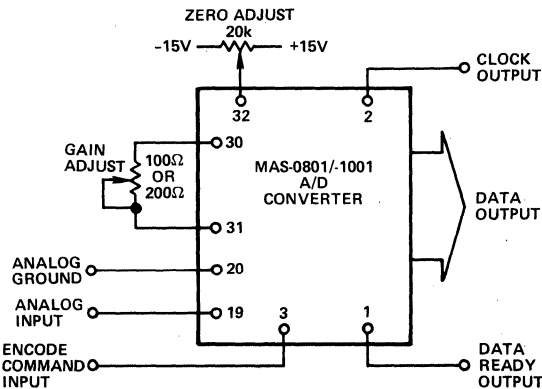 ZERO ADJUST
20k
–15V
+15V
CLOCK
OUTPUT
32
2
30
GAIN
ADJUST
100Ω
OR
200Ω
MAS-0801/-1001
A/D
CONVERTER
DATA
OUTPUT
31
ANALOG
GROUND
20
ANALOG
INPUT
19
3
1
ENCODE
COMMAND
INPUT
DATA
READY
OUTPUT